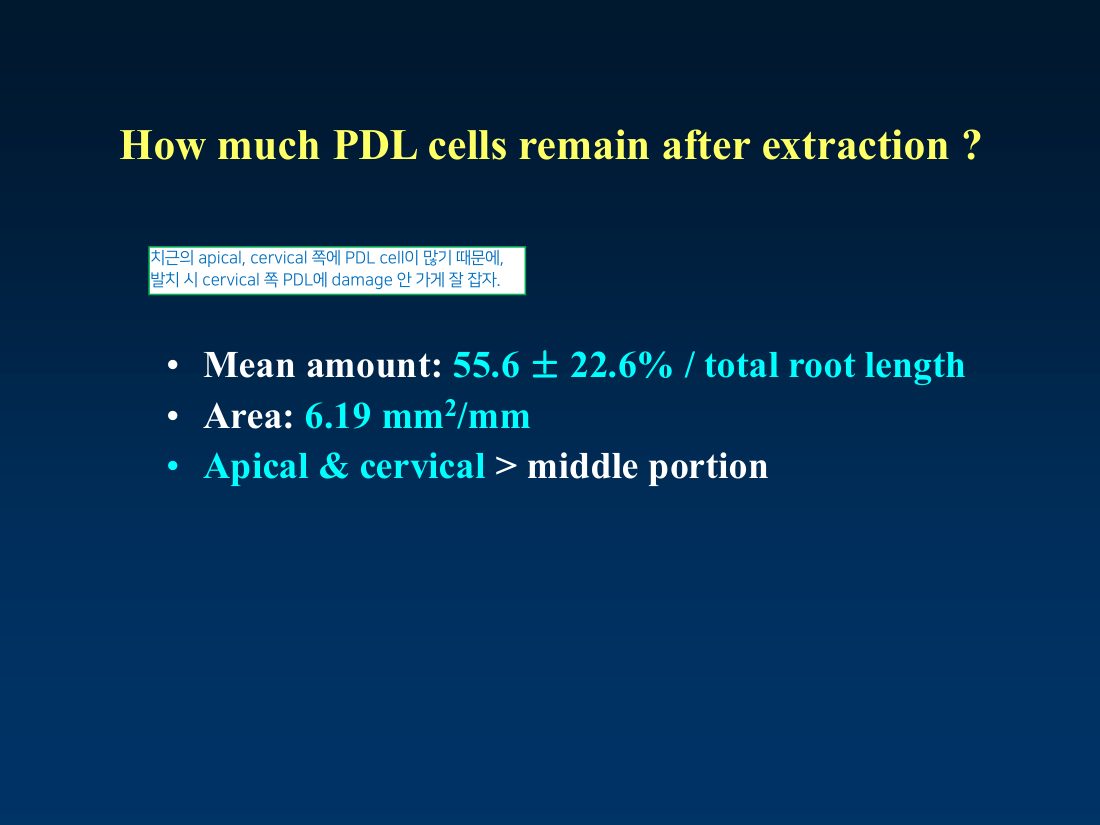 How much PDL cells remain after extraction ?
치근의 apical, cervical 쪽에 PDL cell이 많기 때문에,
발치 시 cervical 쪽 PDL에 damage 안 가게 잘 잡자.
• Mean amount: 55.6 ± 22.6% / total root length
• Area: 6.19 mm²/mm
• Apical & cervical > middle portion